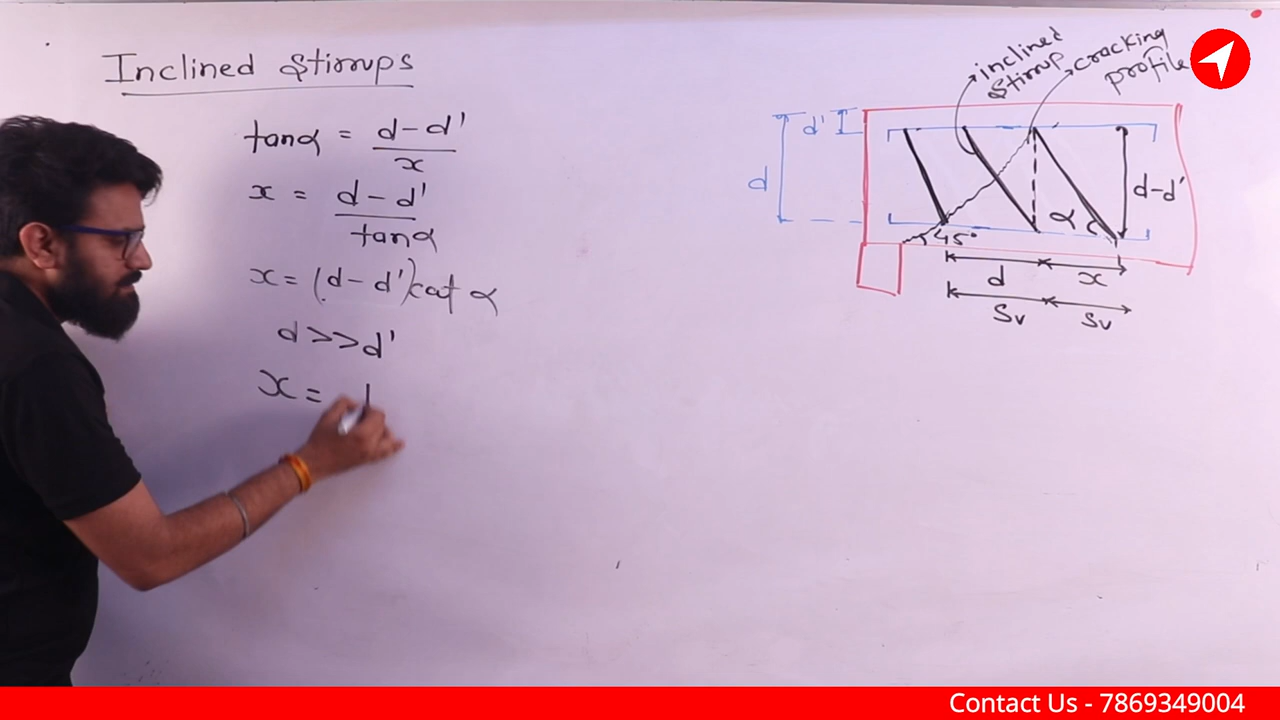 Inclined Stirrups
tanα = d-d' / x
x = d-d' / tanα
x = (d-d')cot α
d>>d'
x =
inclined
stirrup
cracking
profile
d'
d
d-d'
α
45°
d
x
Sv
Sv
Contact Us - 7869349004